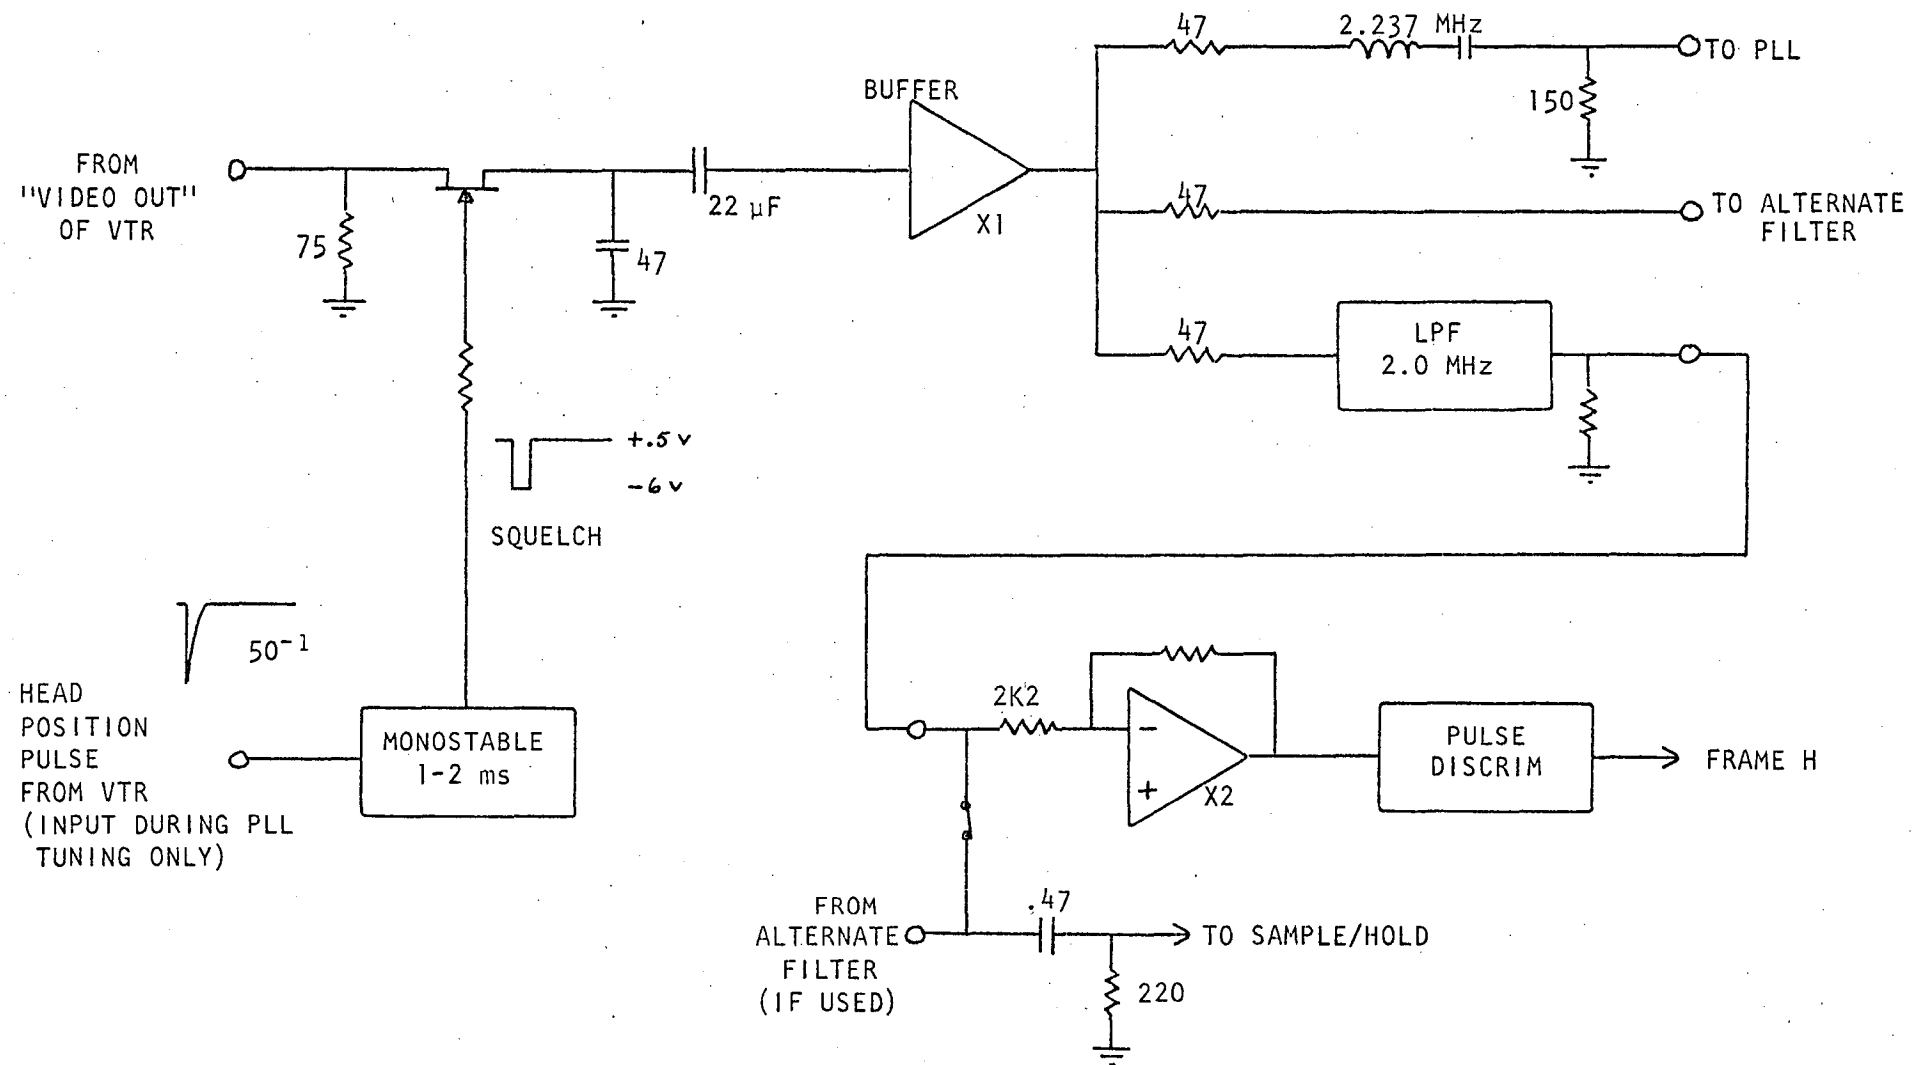 47
2.237 MHz
TO PLL
150
BUFFER
X1
FROM
"VIDEO OUT"
OF VTR
75
47
22 µF
47
TO ALTERNATE
FILTER
47
LPF
2.0 MHz
+.5 v
-6 v
SQUELCH
50⁻¹
HEAD
POSITION
PULSE
FROM VTR
(INPUT DURING PLL
TUNING ONLY)
MONOSTABLE
1-2 ms
2K2
−
+
X2
PULSE
DISCRIM
FRAME H
FROM
ALTERNATE
FILTER
(IF USED)
.47
TO SAMPLE/HOLD
220